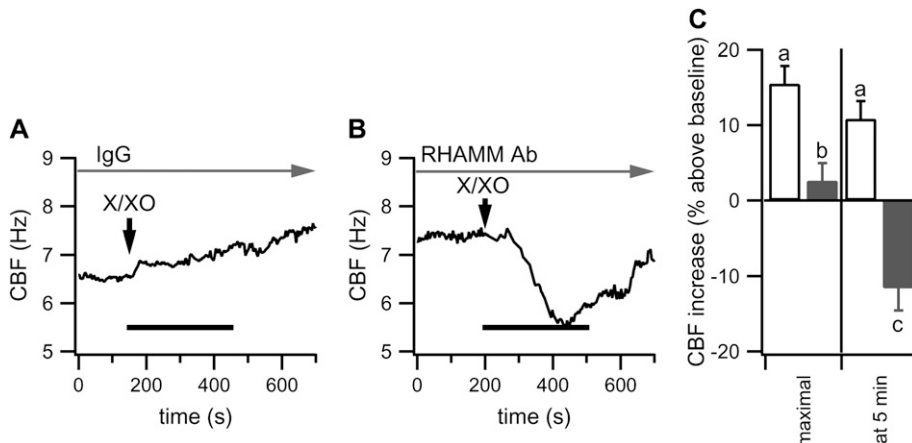 A
IgG
X/XO
CBF (Hz)
9
8
7
6
5
0
200
400
600
time (s)
B
RHAMM Ab
X/XO
CBF (Hz)
9
8
7
6
5
0
200
400
600
time (s)
C
CBF increase (% above baseline)
20
10
0
-10
-20
a
b
a
c
maximal
at 5 min